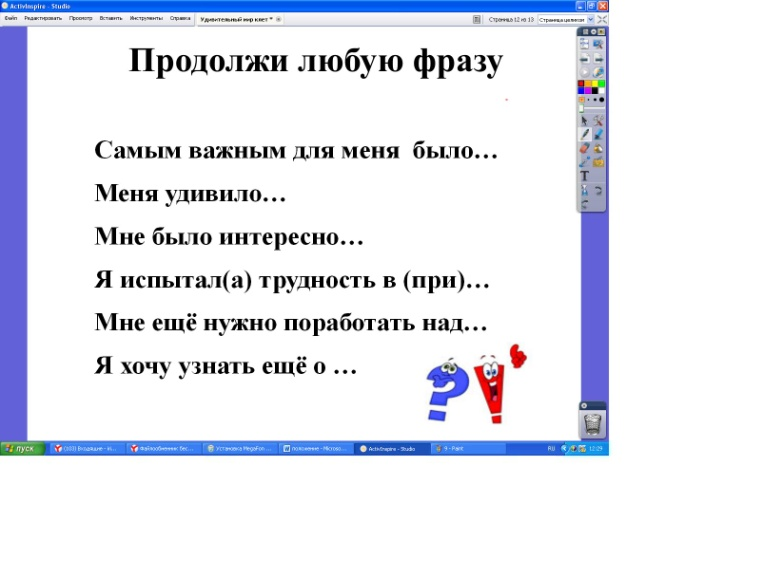 ActivInspire - Studio
Файл Редактировать Просмотр Вставить Инструменты Справка Удивительный мир клет * Страница 12 из 13 Страница целиком
Продолжи любую фразу
Самым важным для меня было…
Меня удивило…
Мне было интересно…
Я испытал(а) трудность в (при)…
Мне ещё нужно поработать над…
Я хочу узнать ещё о …
пуск Входящие Файлообменник бес... Установка MegaFon ... положение - Micros... ActivInspire - Studio 9 - Paint RU 12:29